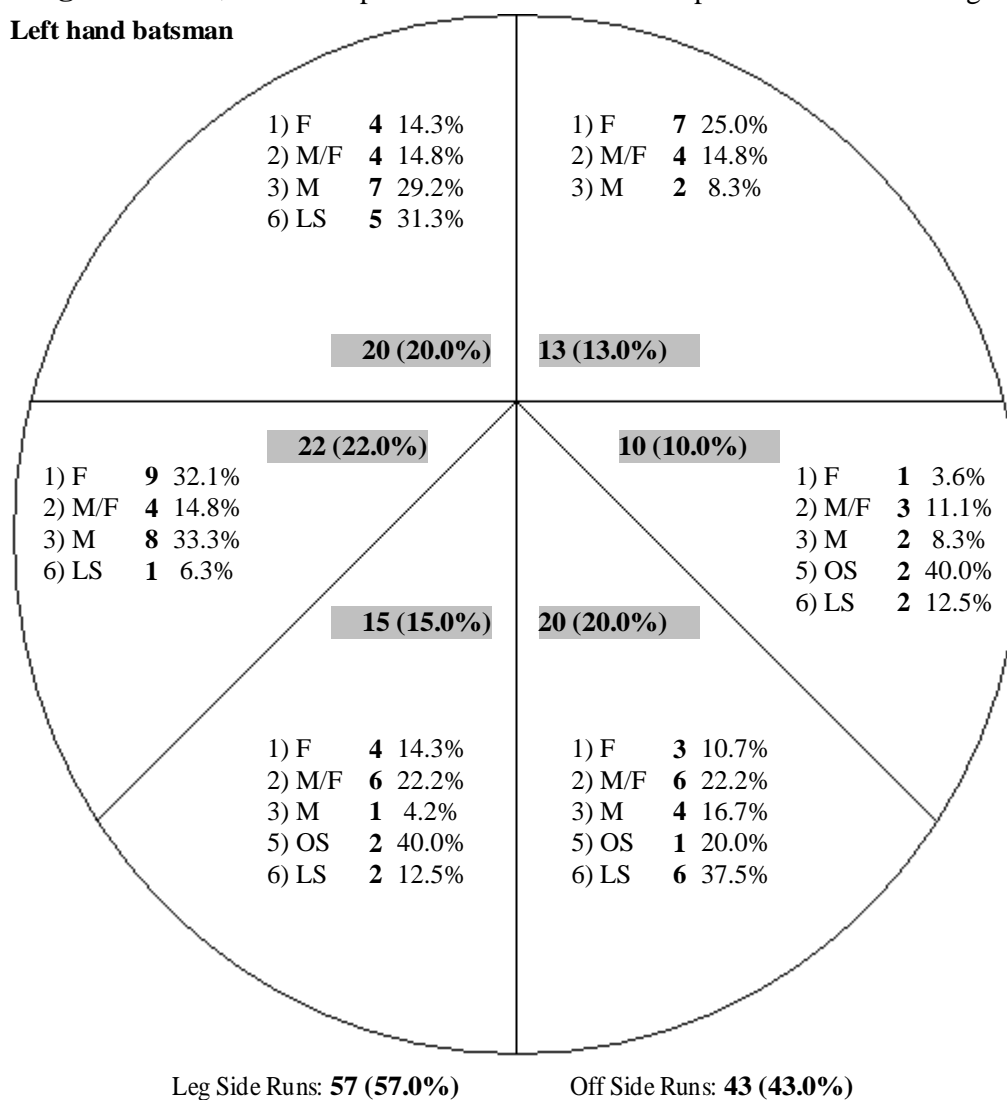 Left hand batsman
1) F 4 14.3%
2) M/F 4 14.8%
3) M 7 29.2%
6) LS 5 31.3%
1) F 7 25.0%
2) M/F 4 14.8%
3) M 2 8.3%
20 (20.0%)
13 (13.0%)
22 (22.0%)
10 (10.0%)
1) F 9 32.1%
2) M/F 4 14.8%
3) M 8 33.3%
6) LS 1 6.3%
1) F 1 3.6%
2) M/F 3 11.1%
3) M 2 8.3%
5) OS 2 40.0%
6) LS 2 12.5%
15 (15.0%)
20 (20.0%)
1) F 4 14.3%
2) M/F 6 22.2%
3) M 1 4.2%
5) OS 2 40.0%
6) LS 2 12.5%
1) F 3 10.7%
2) M/F 6 22.2%
3) M 4 16.7%
5) OS 1 20.0%
6) LS 6 37.5%
Leg Side Runs: 57 (57.0%)
Off Side Runs: 43 (43.0%)